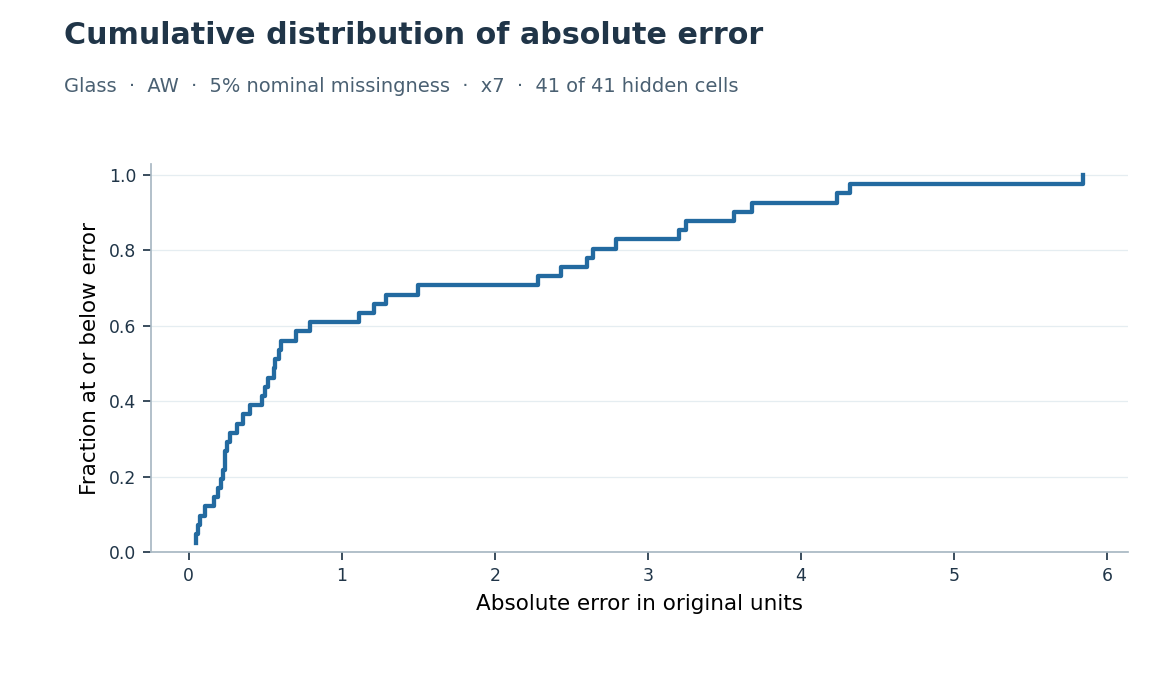 Cumulative distribution of absolute error
Glass · AW · 5% nominal missingness · x7 · 41 of 41 hidden cells
Fraction at or below error
1.0
0.8
0.6
0.4
0.2
0.0
0 1 2 3 4 5 6
Absolute error in original units